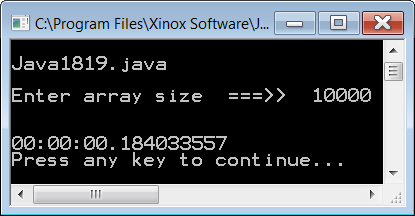 C:\Program Files\Xinox Software\J...
Java1819.java
Enter array size  ===>>  10000
00:00:00.184033557
Press any key to continue...